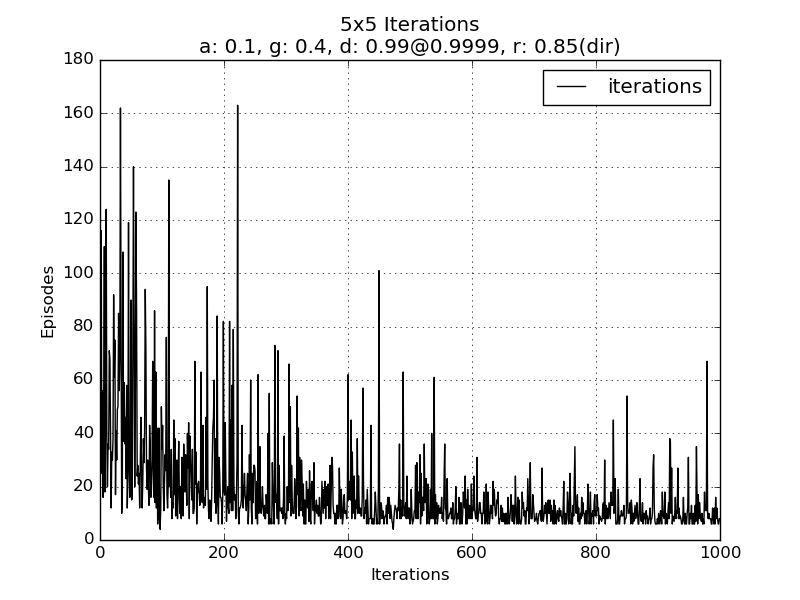 5x5 Iterations
a: 0.1, g: 0.4, d: 0.99@0.9999, r: 0.85(dir)
iterations
180
160
140
120
100
80
60
40
20
0
Episodes
0 200 400 600 800 1000
Iterations